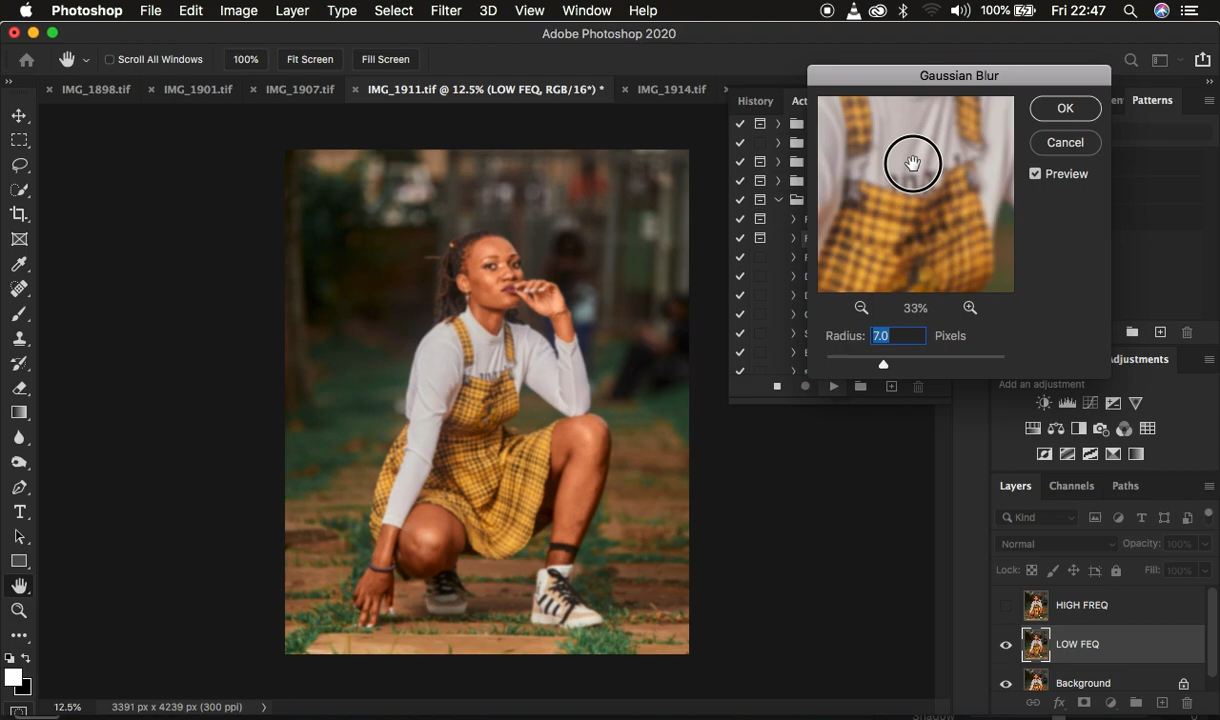 Photoshop File Edit Image Layer Type Select Filter 3D View Window Help 100% Fri 22:47
Adobe Photoshop 2020
Scroll All Windows 100% Fit Screen Fill Screen
IMG_1898.tif IMG_1901.tif IMG_1907.tif IMG_1911.tif @ 12.5% (LOW FEQ, RGB/16*) * IMG_1914.tif
Gaussian Blur
History Act
Patterns
OK
Cancel
Preview
33%
Radius: 7.0 Pixels
Adjustments
Add an adjustment
Layers Channels Paths
Kind
Normal Opacity: 100%
Lock: Fill: 100%
HIGH FREQ
LOW FEQ
Background
12.5% 3391 px x 4239 px (300 ppi)